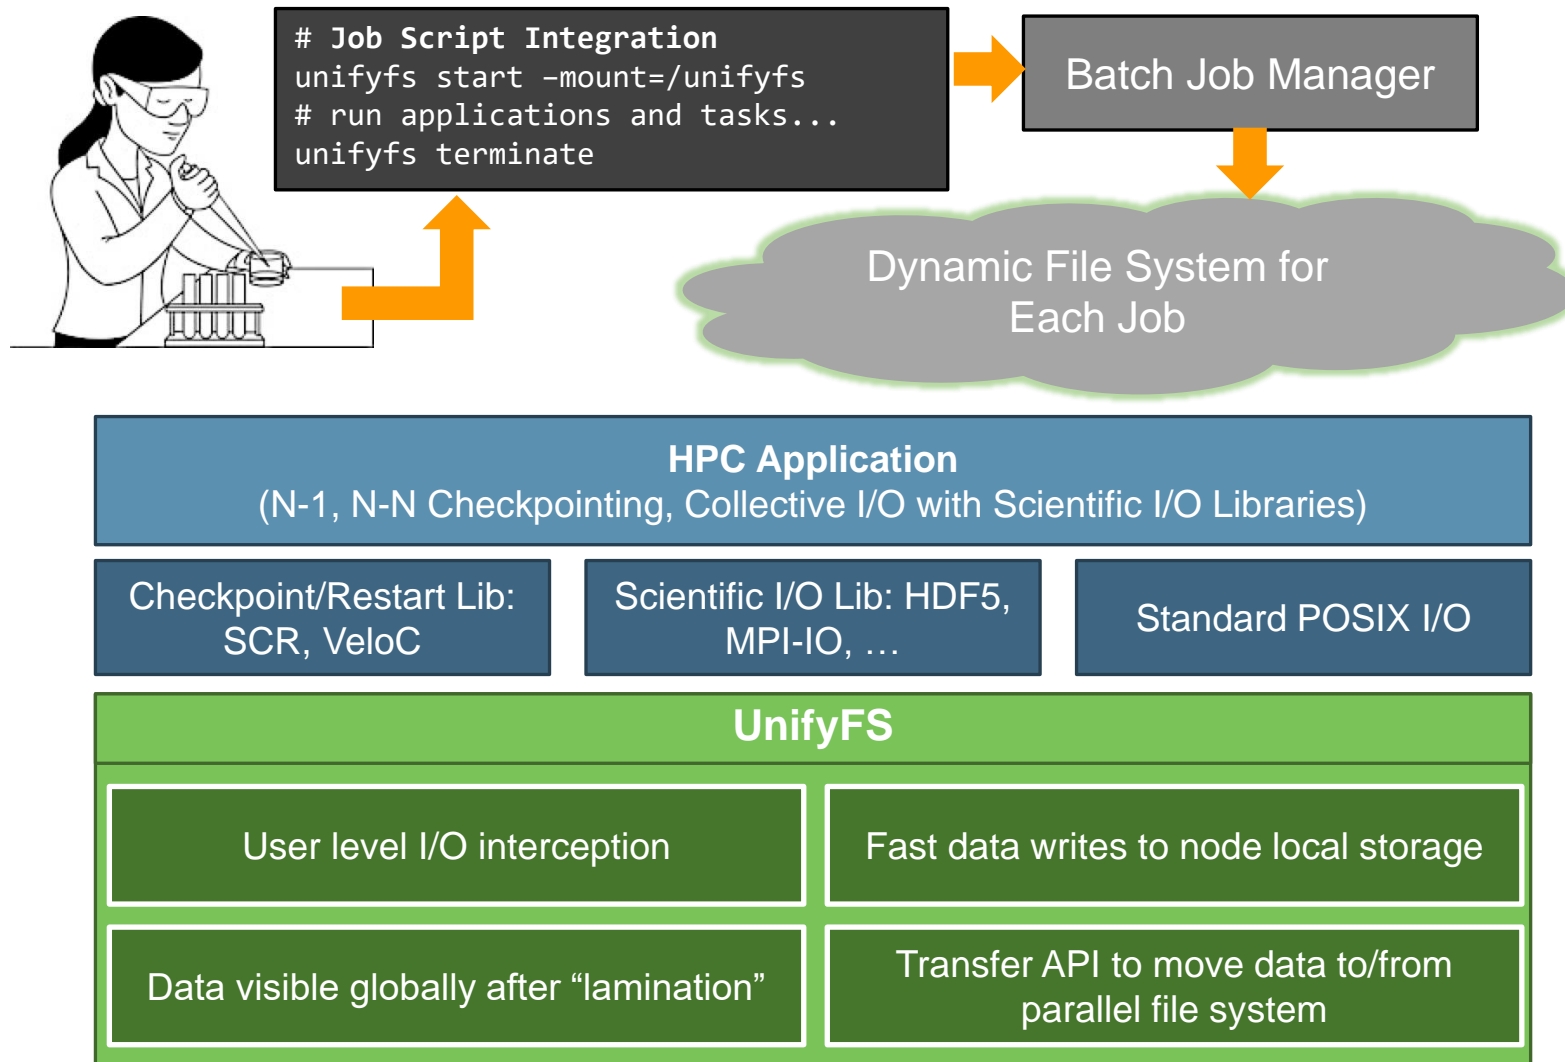 # Job Script Integration
unifyfs start –mount=/unifyfs
# run applications and tasks...
unifyfs terminate
Batch Job Manager
Dynamic File System for
Each Job
HPC Application
(N-1, N-N Checkpointing, Collective I/O with Scientific I/O Libraries)
Checkpoint/Restart Lib:
SCR, VeloC
Scientific I/O Lib: HDF5,
MPI-IO, …
Standard POSIX I/O
UnifyFS
User level I/O interception
Fast data writes to node local storage
Data visible globally after “lamination”
Transfer API to move data to/from
parallel file system